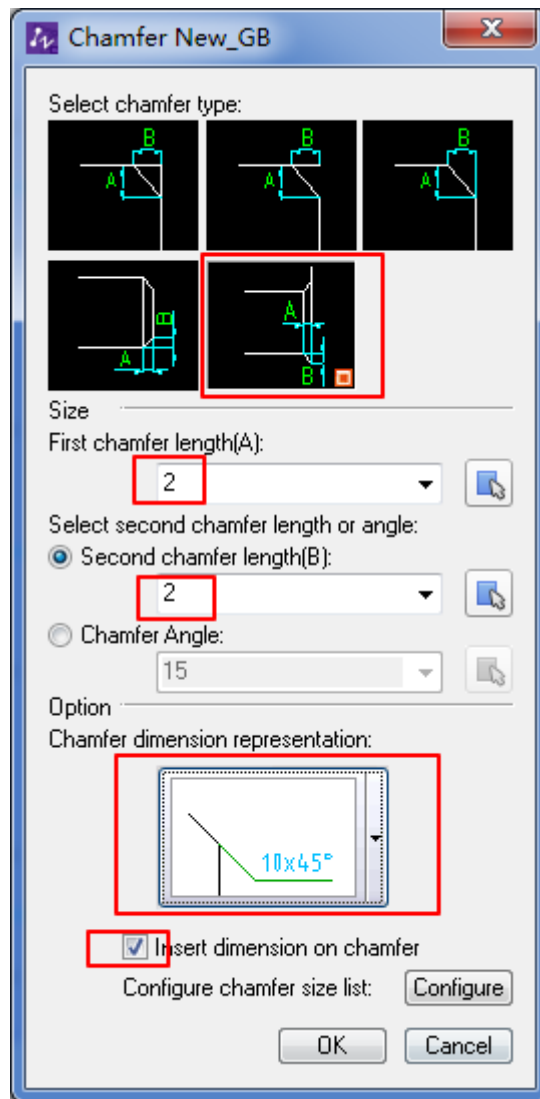 Chamfer New_GB
Select chamfer type:
B B B
A A A
B A
A B
Size
First chamfer length(A):
2
Select second chamfer length or angle:
Second chamfer length(B):
2
Chamfer Angle:
15
Option
Chamfer dimension representation:
10x45°
Insert dimension on chamfer
Configure chamfer size list: Configure
OK Cancel